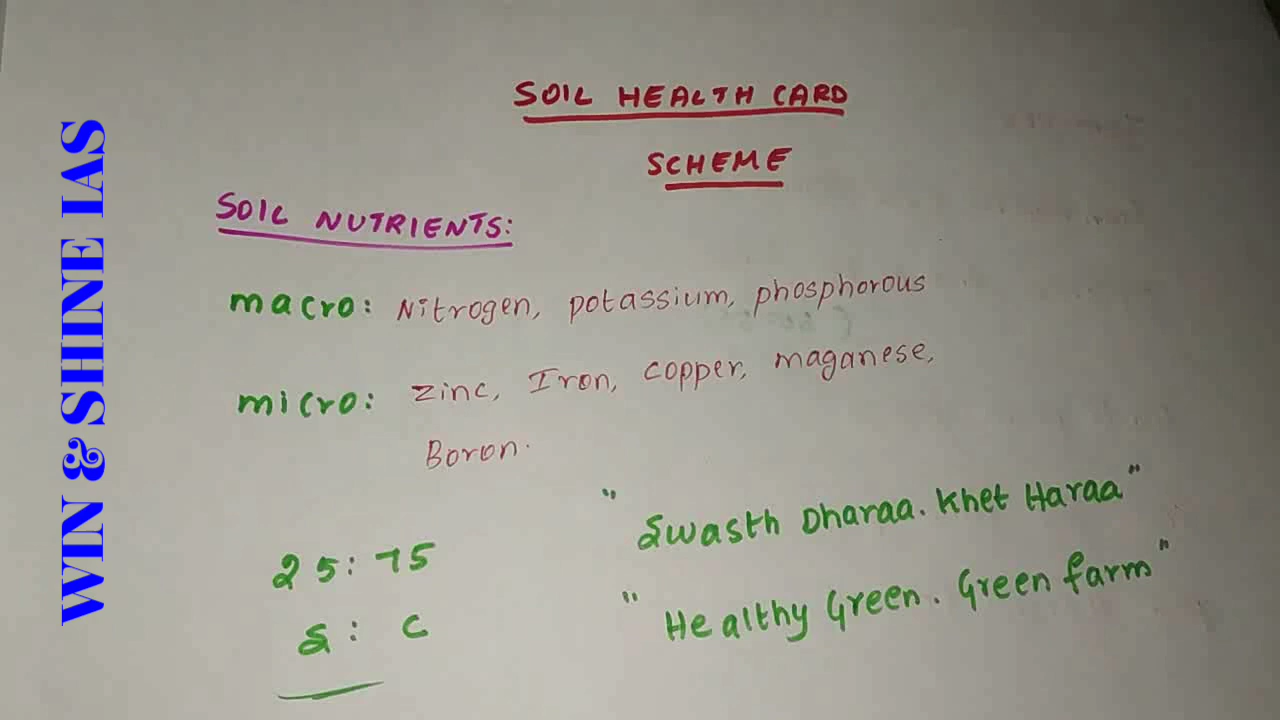 SOIL HEALTH CARD
SCHEME
SOIL NUTRIENTS:
macro: Nitrogen, potassium, phosphorous
micro: Zinc, Iron, copper, maganese,
Boron.
25:75
S: C
"Swasth Dharaa. Khet Haraa"
"Healthy Green. Green farm"
WIN & SHINE IAS